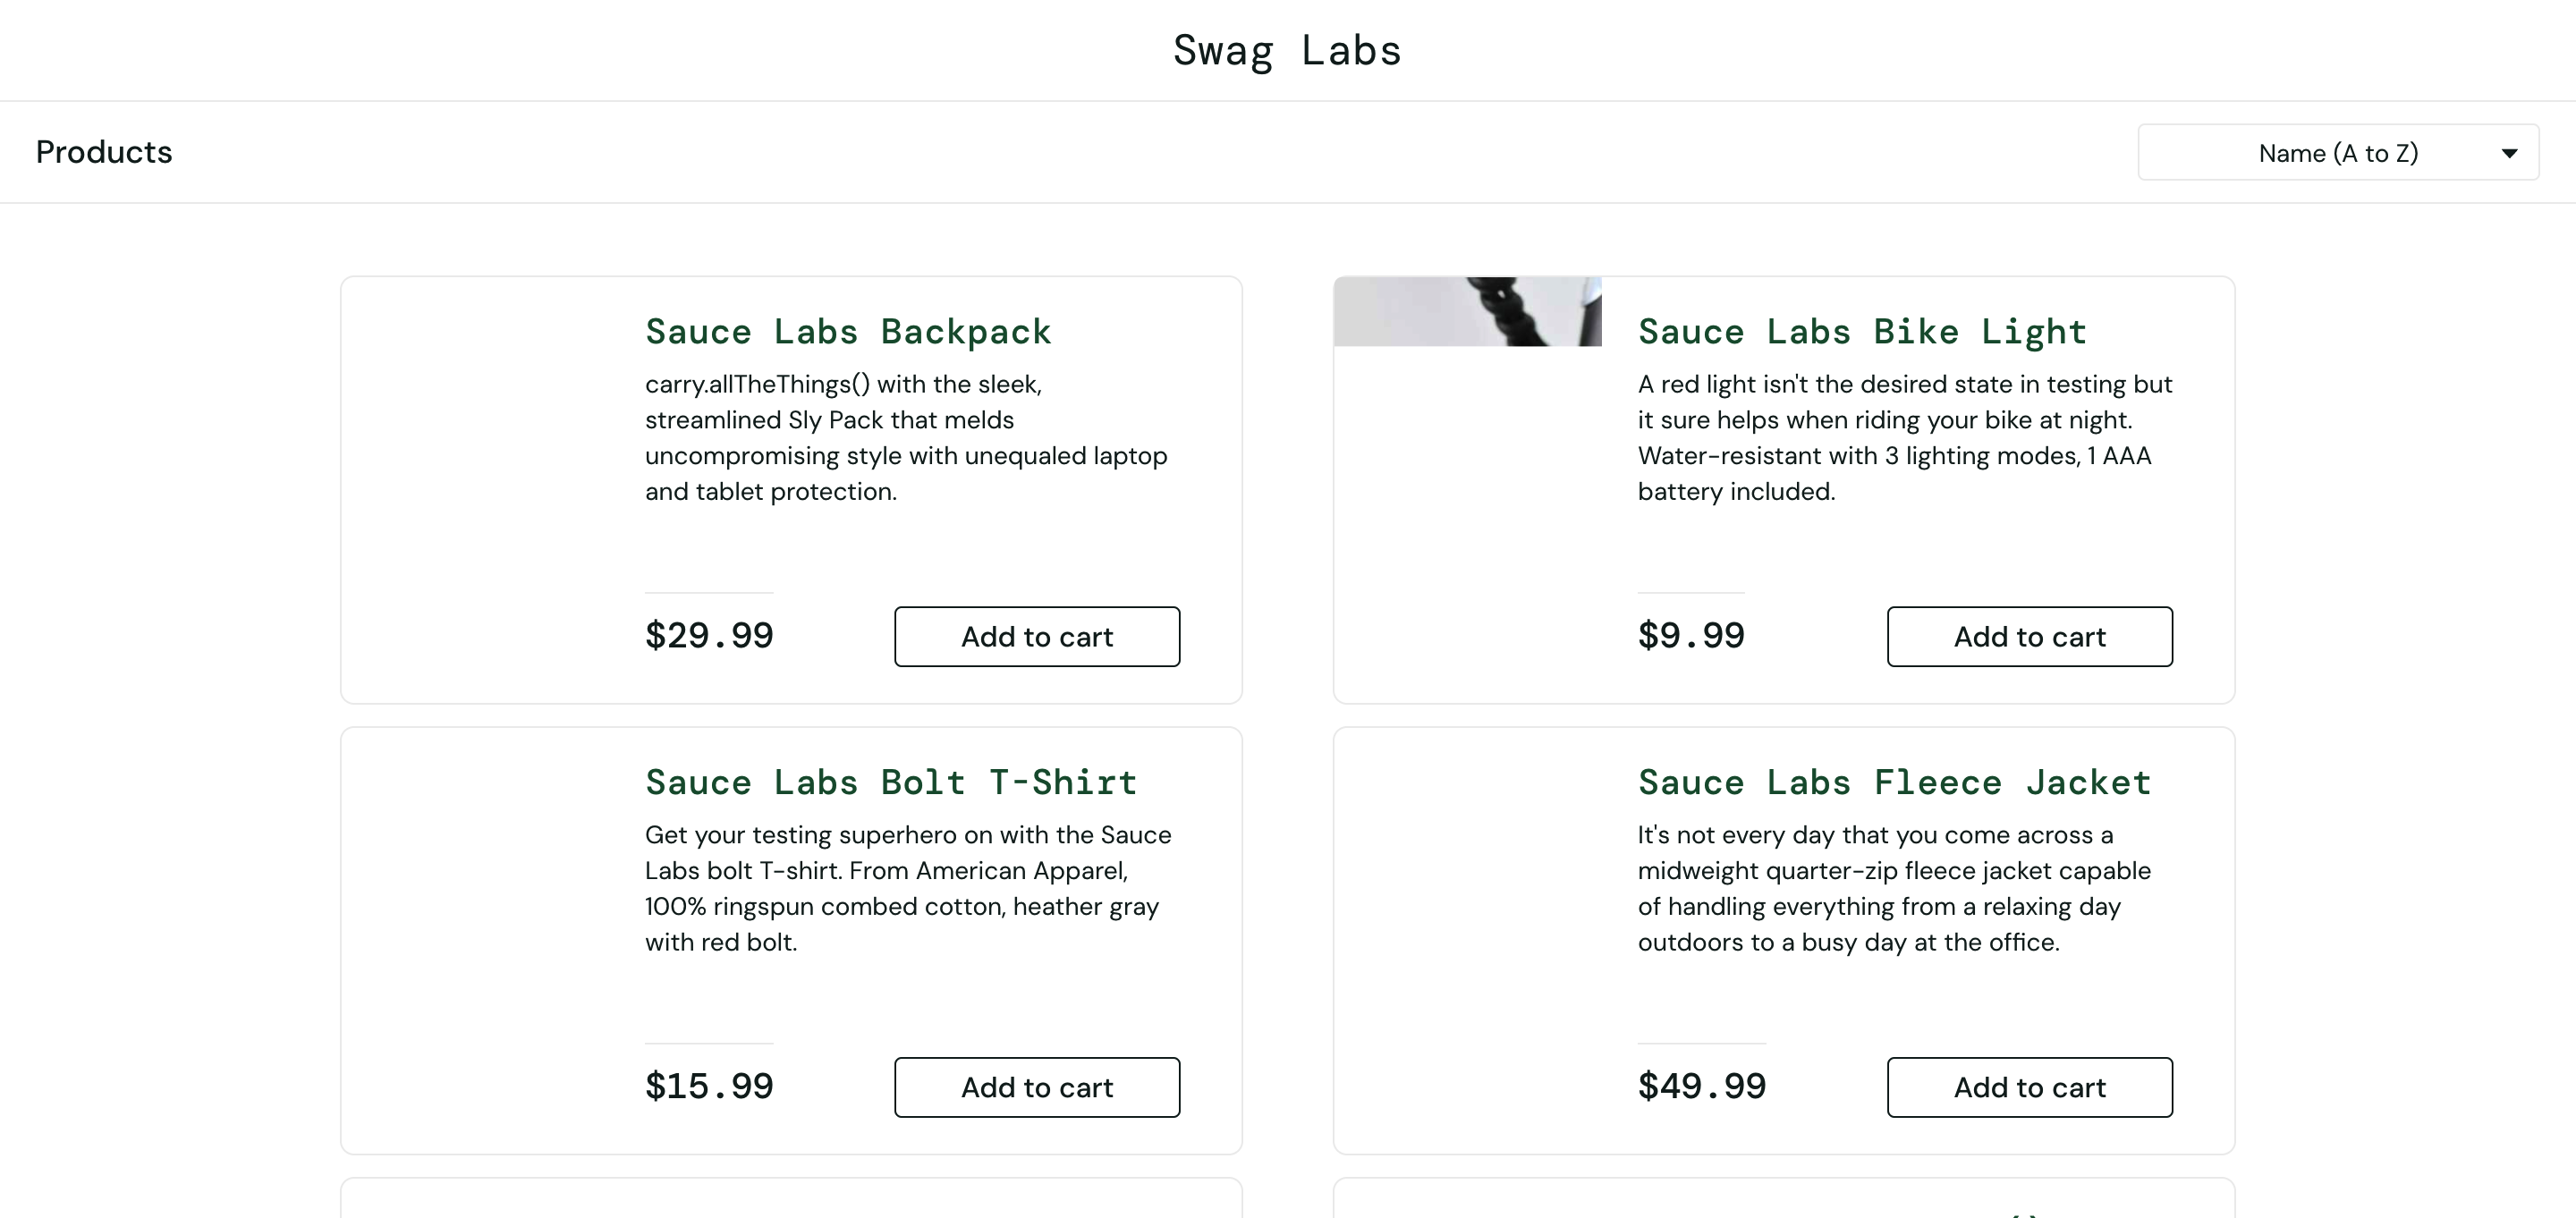 Swag Labs
Products
Name (A to Z)
Sauce Labs Backpack
carry.allTheThings() with the sleek,
streamlined Sly Pack that melds
uncompromising style with unequaled laptop
and tablet protection.
$29.99
Add to cart
Sauce Labs Bike Light
A red light isn't the desired state in testing but
it sure helps when riding your bike at night.
Water-resistant with 3 lighting modes, 1 AAA
battery included.
$9.99
Add to cart
Sauce Labs Bolt T-Shirt
Get your testing superhero on with the Sauce
Labs bolt T-shirt. From American Apparel,
100% ringspun combed cotton, heather gray
with red bolt.
$15.99
Add to cart
Sauce Labs Fleece Jacket
It's not every day that you come across a
midweight quarter-zip fleece jacket capable
of handling everything from a relaxing day
outdoors to a busy day at the office.
$49.99
Add to cart